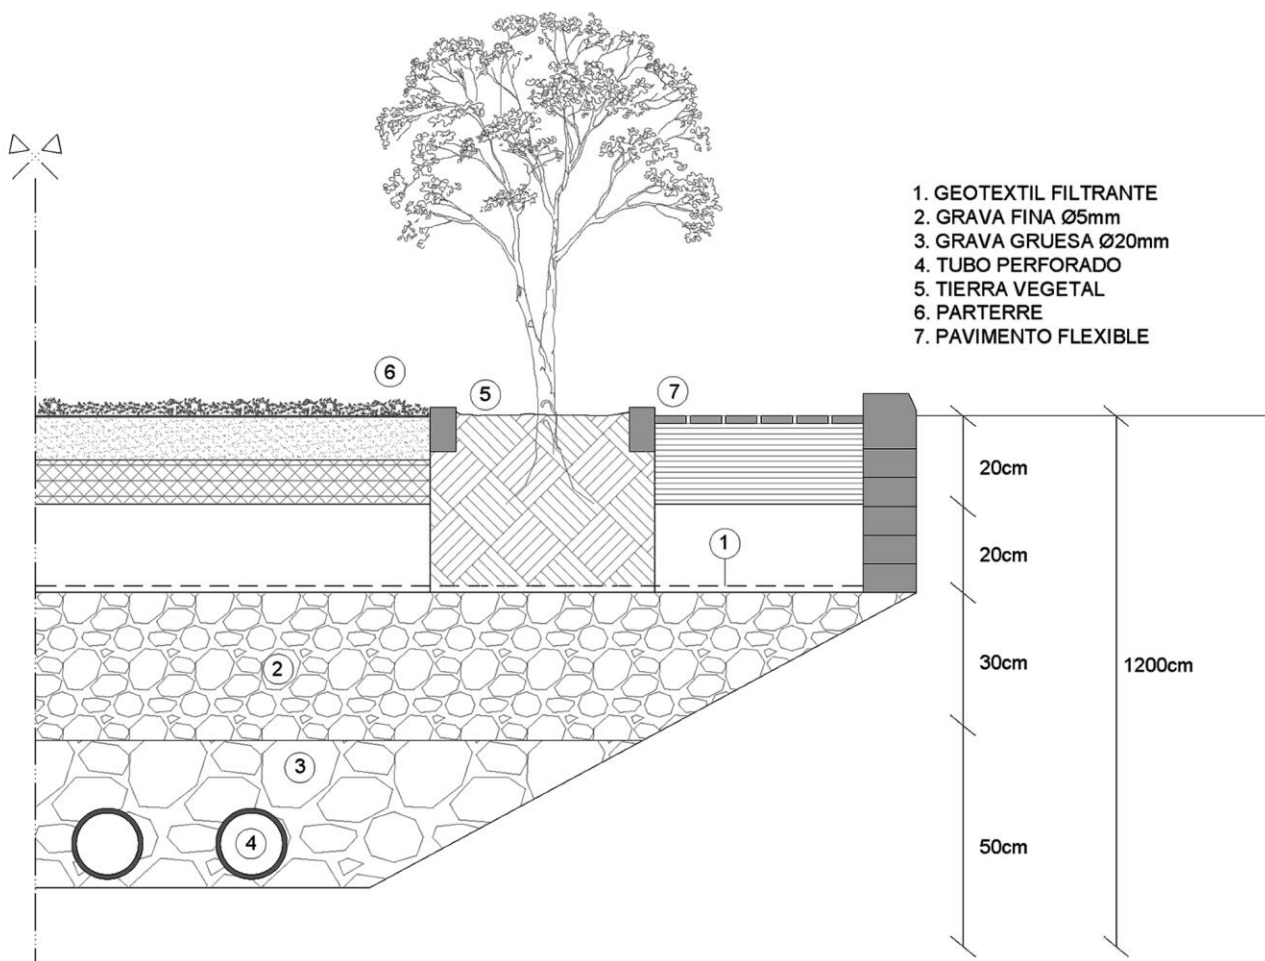 1. GEOTEXTIL FILTRANTE
2. GRAVA FINA Ø5mm
3. GRAVA GRUESA Ø20mm
4. TUBO PERFORADO
5. TIERRA VEGETAL
6. PARTERRE
7. PAVIMENTO FLEXIBLE
6
5
7
20cm
1
20cm
2
30cm
1200cm
3
4
50cm